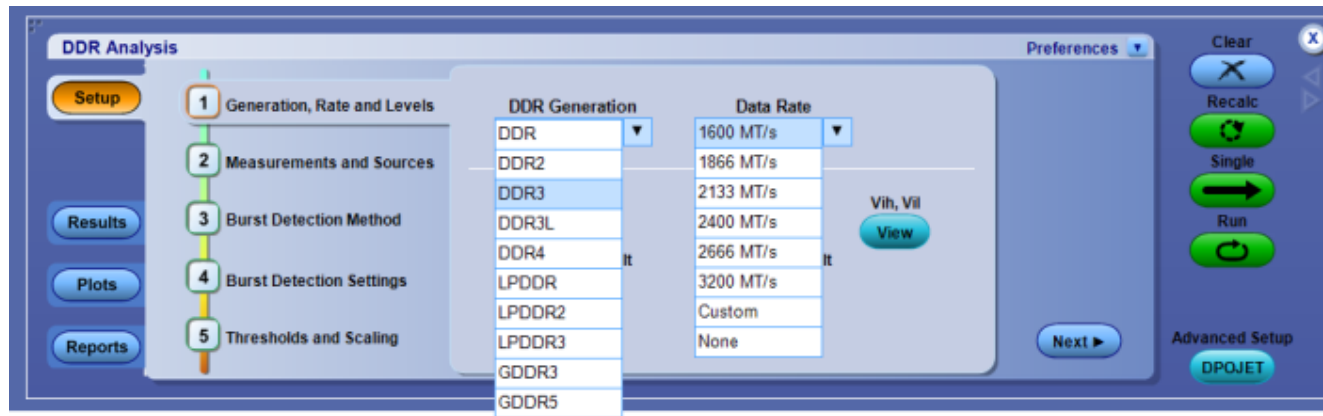 DDR Analysis
Preferences
Clear
X
Setup
1 Generation, Rate and Levels
DDR Generation
Data Rate
Recalc
DDR
1600 MT/s
DDR2
1866 MT/s
2 Measurements and Sources
Single
DDR3
2133 MT/s
Vih, Vil
Results
3 Burst Detection Method
DDR3L
2400 MT/s
View
Run
DDR4
lt
2666 MT/s
lt
Plots
4 Burst Detection Settings
LPDDR
3200 MT/s
LPDDR2
Custom
Reports
5 Thresholds and Scaling
LPDDR3
None
Next
Advanced Setup
GDDR3
DPOJET
GDDR5